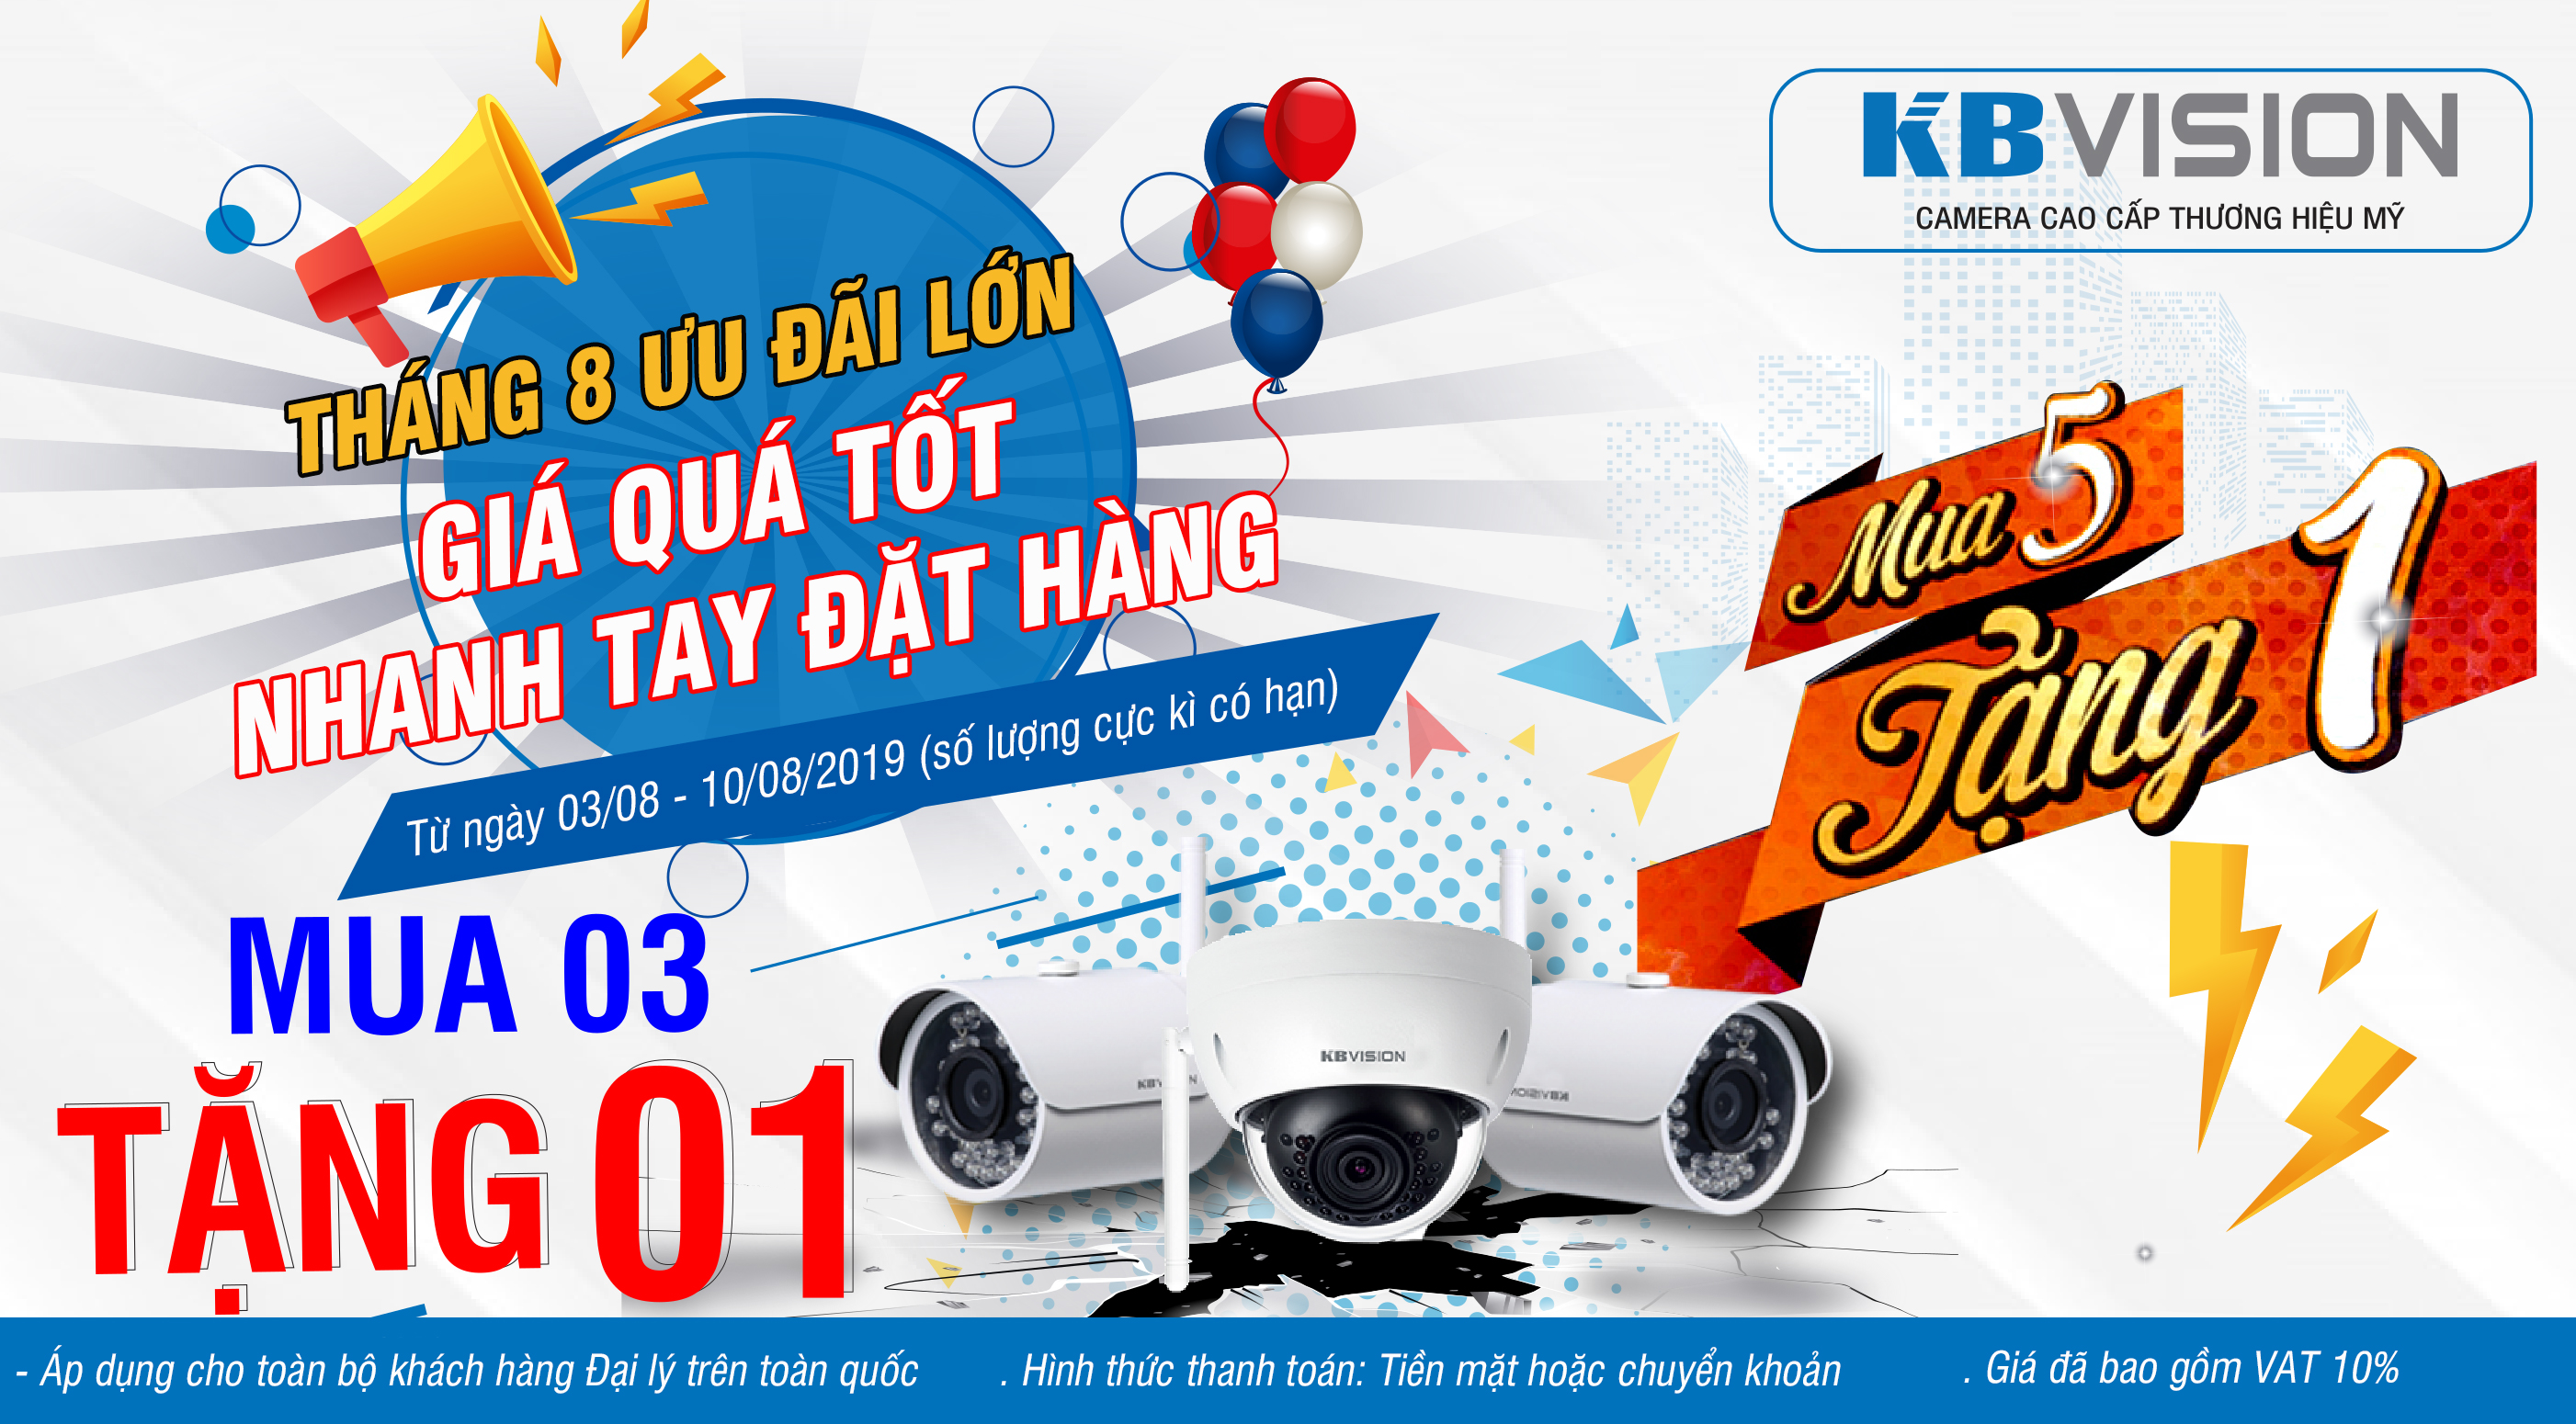 KBVISION
CAMERA CAO CẤP THƯƠNG HIỆU MỸ
THÁNG 8 ƯU ĐÃI LỚN
GIÁ QUÁ TỐT
NHANH TAY ĐẶT HÀNG
Từ ngày 03/08 - 10/08/2019 (số lượng cực kì có hạn)
Mua 5
Tặng 1
MUA 03
TẶNG 01
KBVISION
- Áp dụng cho toàn bộ khách hàng Đại lý trên toàn quốc
. Hình thức thanh toán: Tiền mặt hoặc chuyển khoản
. Giá đã bao gồm VAT 10%